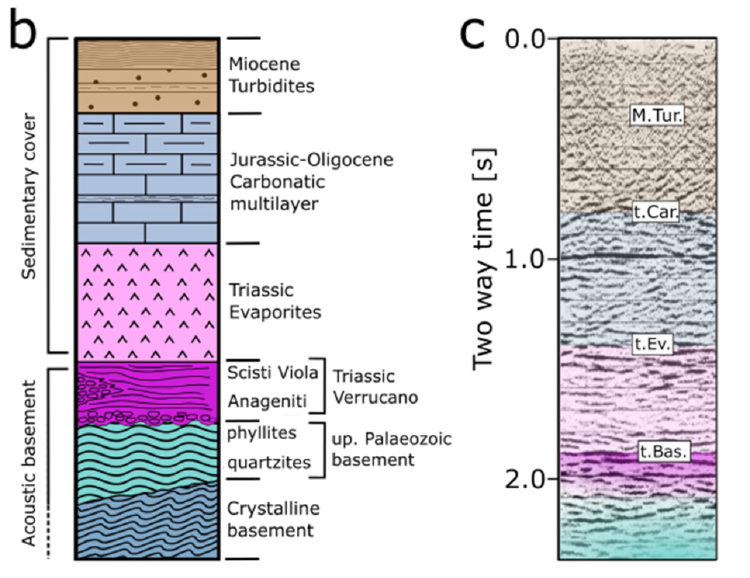 b
Sedimentary cover
Acoustic basement
Miocene
Turbidites
Jurassic-Oligocene
Carbonatic
multilayer
Triassic
Evaporites
Scisti Viola
Anageniti
Triassic
Verrucano
phyllites
quartzites
up. Palaeozoic
basement
Crystalline
basement
c
Two way time [s]
0.0
1.0
2.0
M.Tur.
t.Car.
t.Ev.
t.Bas.